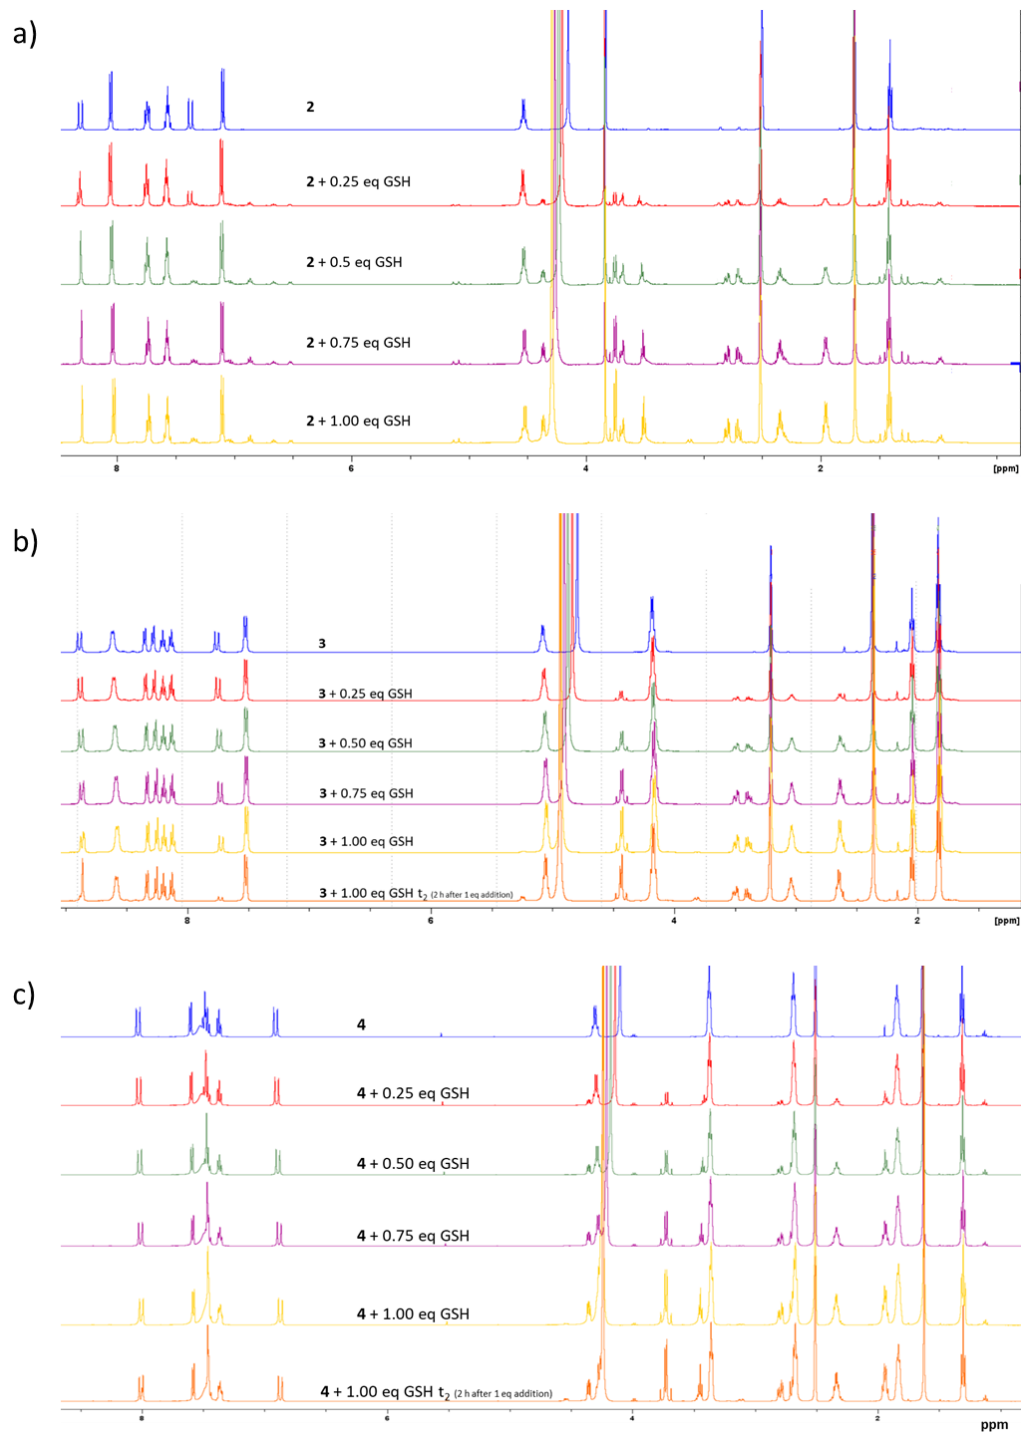 a)
2
2 + 0.25 eq GSH
2 + 0.5 eq GSH
2 + 0.75 eq GSH
2 + 1.00 eq GSH
8 6 4 2 [ppm]
b)
3
3 + 0.25 eq GSH
3 + 0.50 eq GSH
3 + 0.75 eq GSH
3 + 1.00 eq GSH
3 + 1.00 eq GSH t2 (2 h after 1 eq addition)
8 6 4 2 [ppm]
c)
4
4 + 0.25 eq GSH
4 + 0.50 eq GSH
4 + 0.75 eq GSH
4 + 1.00 eq GSH
4 + 1.00 eq GSH t2 (2 h after 1 eq addition)
8 6 4 2
ppm